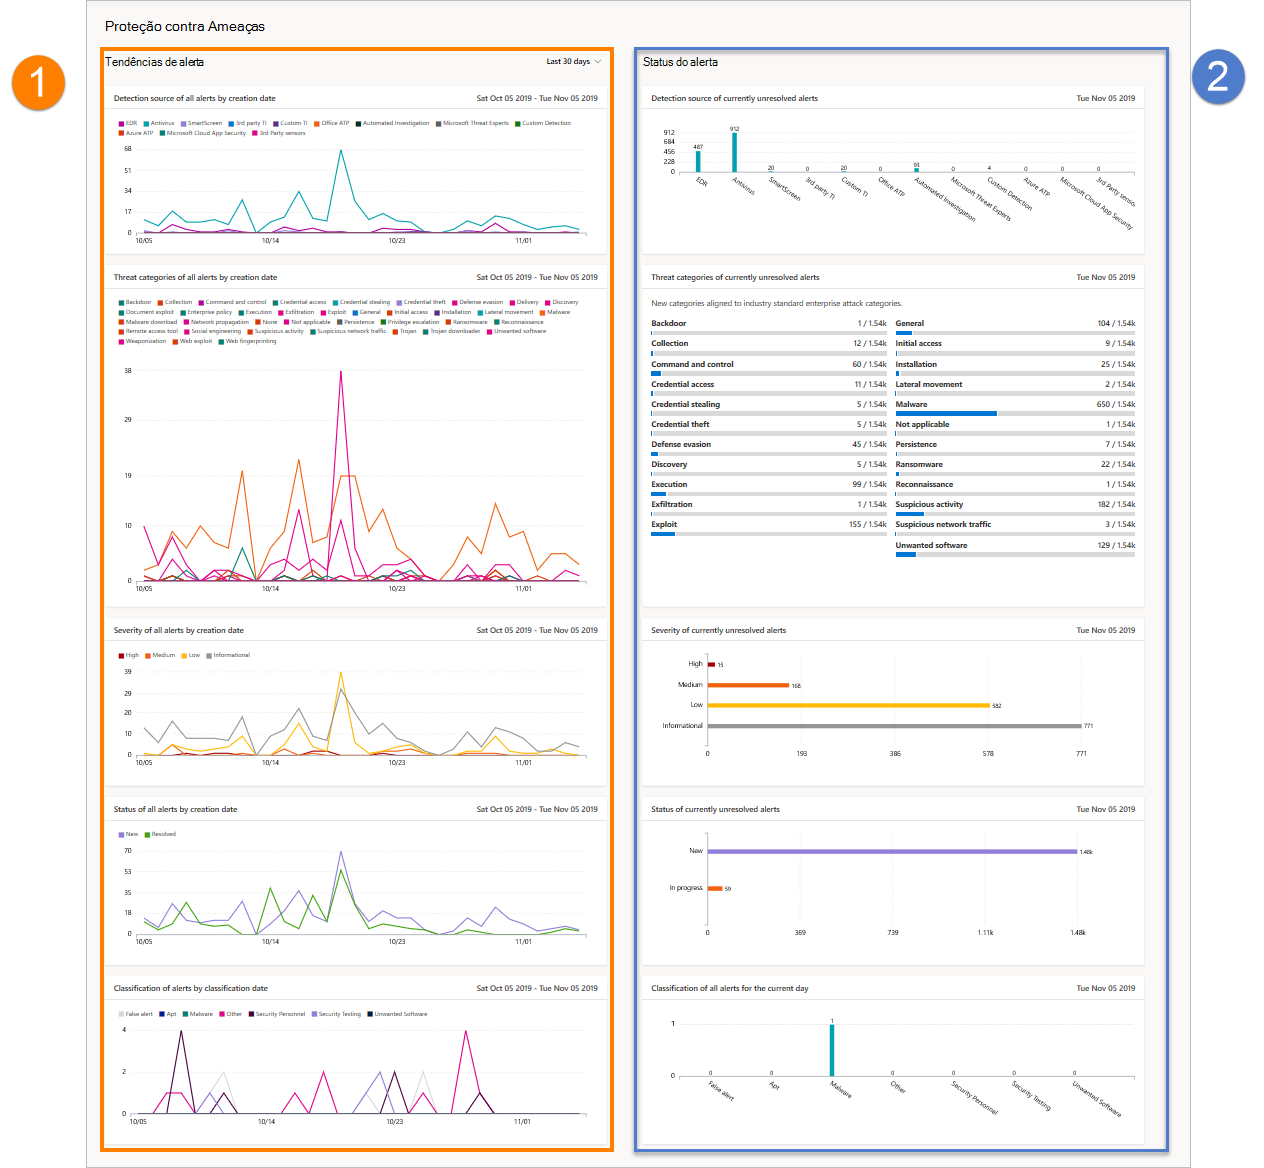 Proteção contra Ameaças
1
Tendências de alerta
Last 30 days
Detection source of all alerts by creation date
Sat Oct 05 2019 - Tue Nov 05 2019
EDR Antivirus SmartScreen 3rd party TI Custom TI Office ATP Automated Investigation Microsoft Threat Experts Custom Detection
Azure ATP Microsoft Cloud App Security 3rd Party sensors
68
51
34
17
0
10/05 10/14 10/23 11/01
Threat categories of all alerts by creation date
Sat Oct 05 2019 - Tue Nov 05 2019
Backdoor Collection Command and control Credential access Credential stealing Credential theft Defense evasion Delivery Discovery
Document exploit Enterprise policy Execution Exfiltration Exploit General Initial access Installation Lateral movement Malware
Malware download Network propagation None Not applicable Persistence Privilege escalation Ransomware Reconnaissance
Remote access tool Social engineering Suspicious activity Suspicious network traffic Trojan Trojan downloader Unwanted software
Weaponization Web exploit Web fingerprinting
38
29
19
10
0
10/05 10/14 10/23 11/01
Severity of all alerts by creation date
Sat Oct 05 2019 - Tue Nov 05 2019
High Medium Low Informational
39
29
20
10
0
10/05 10/14 10/23 11/01
Status of all alerts by creation date
Sat Oct 05 2019 - Tue Nov 05 2019
New Resolved
70
53
35
18
0
10/05 10/14 10/23 11/01
Classification of alerts by classification date
Sat Oct 05 2019 - Tue Nov 05 2019
False alert Apt Malware Other Security Personnel Security Testing Unwanted Software
4
2
0
10/05 10/14 10/23 11/01
2
Status do alerta
Detection source of currently unresolved alerts
Tue Nov 05 2019
912
684
456
228
0
487 912 20 0 20 0 93 0 4 0 0 0
EDR Antivirus SmartScreen 3rd party TI Custom TI Office ATP Automated Investigation Microsoft Threat Experts Custom Detection Azure ATP Microsoft Cloud App Security 3rd Party sensors
Threat categories of currently unresolved alerts
Tue Nov 05 2019
New categories aligned to industry standard enterprise attack categories.
Backdoor 1 / 1.54k
Collection 12 / 1.54k
Command and control 60 / 1.54k
Credential access 11 / 1.54k
Credential stealing 5 / 1.54k
Credential theft 5 / 1.54k
Defense evasion 45 / 1.54k
Discovery 5 / 1.54k
Execution 99 / 1.54k
Exfiltration 1 / 1.54k
Exploit 155 / 1.54k
General 104 / 1.54k
Initial access 9 / 1.54k
Installation 25 / 1.54k
Lateral movement 2 / 1.54k
Malware 650 / 1.54k
Not applicable 1 / 1.54k
Persistence 7 / 1.54k
Ransomware 22 / 1.54k
Reconnaissance 1 / 1.54k
Suspicious activity 182 / 1.54k
Suspicious network traffic 3 / 1.54k
Unwanted software 129 / 1.54k
Severity of currently unresolved alerts
Tue Nov 05 2019
High 15
Medium 168
Low 582
Informational 771
0 193 386 578 771
Status of currently unresolved alerts
Tue Nov 05 2019
New 1.48k
In progress 59
0 369 739 1.11k 1.48k
Classification of all alerts for the current day
Tue Nov 05 2019
1
0
0 0 1 0 0 0 0
False alert Apt Malware Other Security Personnel Security Testing Unwanted Software